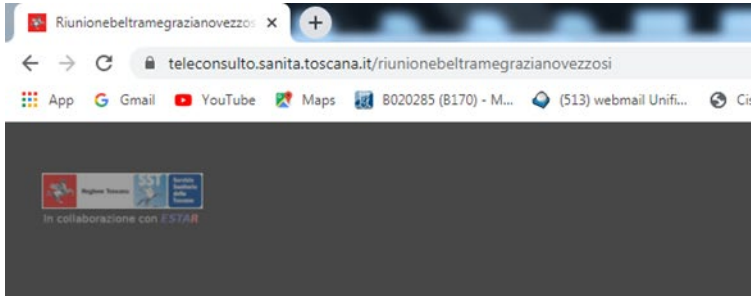 Riunionebeltramegrazianovezzos
teleconsulto.sanita.toscana.it/riunionebeltramegrazianovezzosi
App Gmail YouTube Maps B020285 (B170) - M... (513) webmail Unifi... Cis
Regione Toscana SST Servizio Sanitario della Toscana
In collaborazione con ESTAR